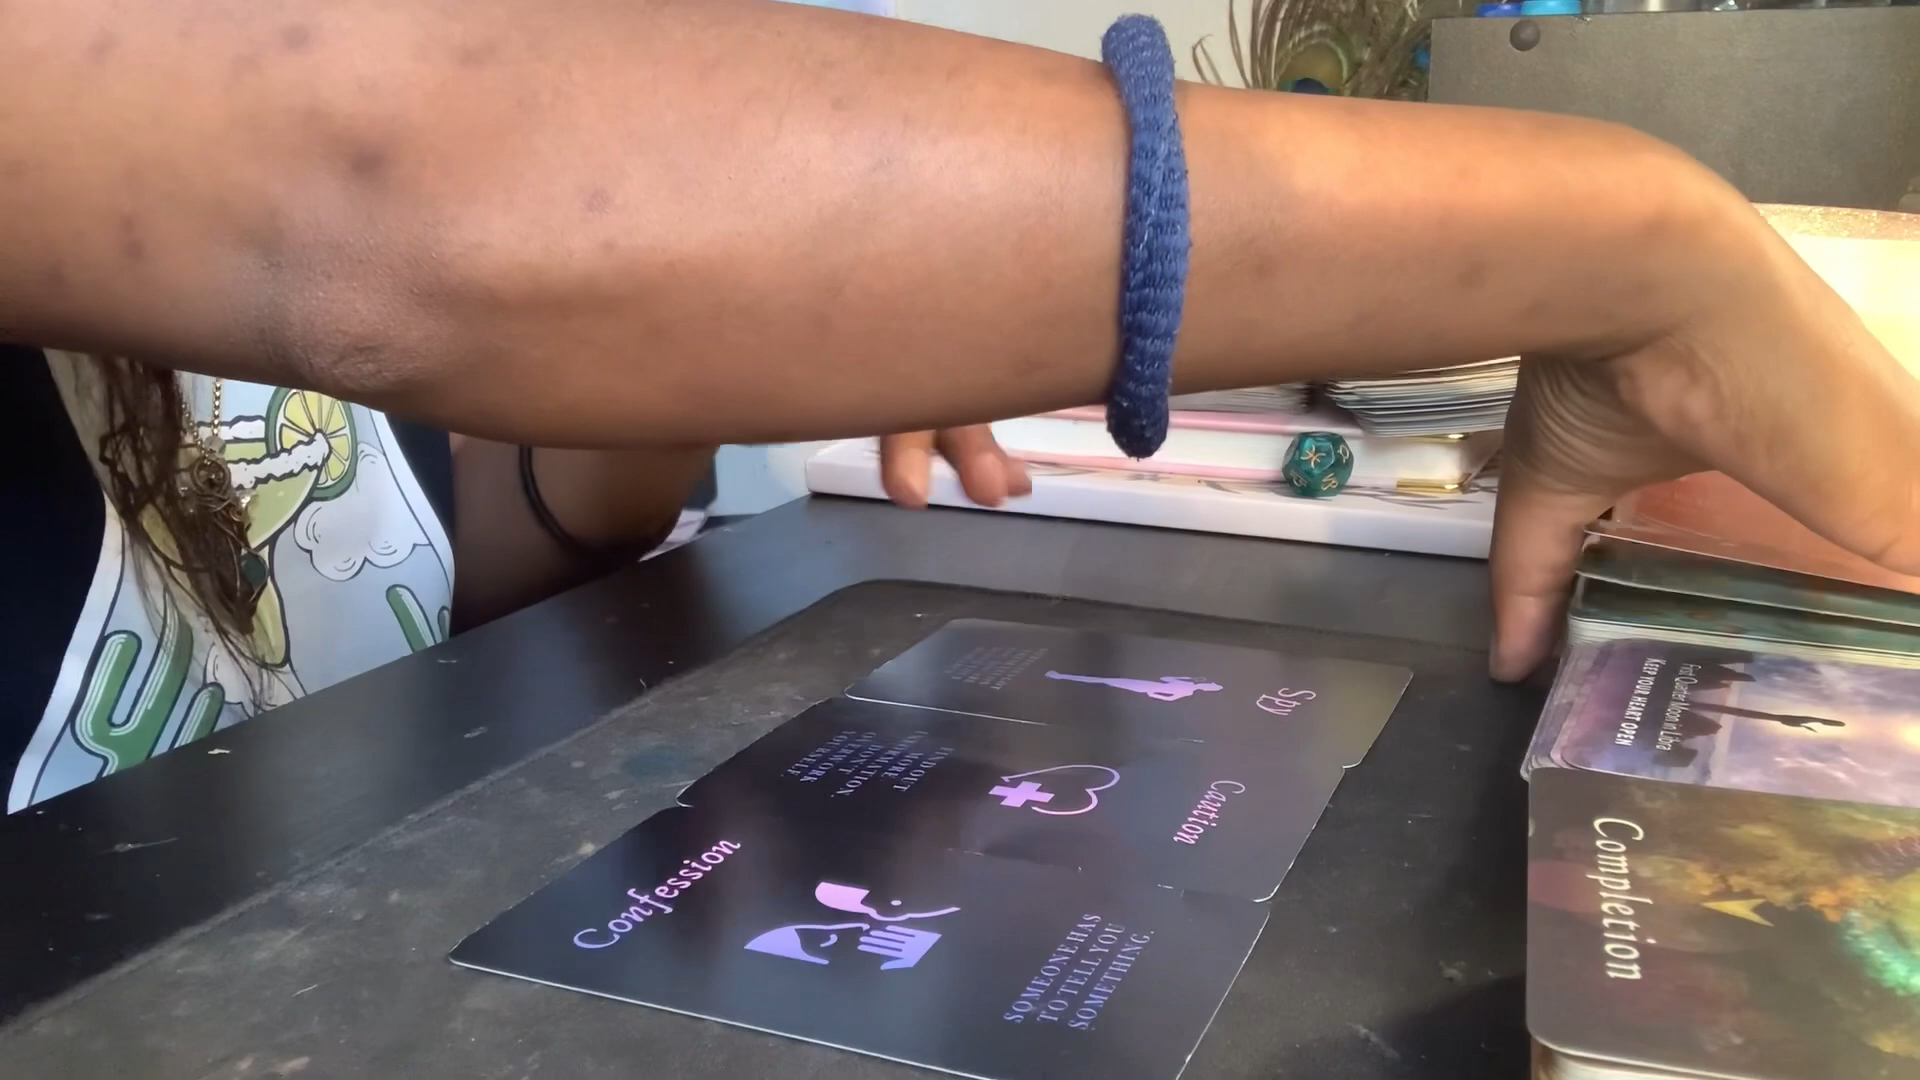 Spy
Caution
FIND OUT
MORE
INFORMATION.
DON'T
OVERWORK
YOURSELF.
Confession
SOMEONE HAS
TO TELL YOU
SOMETHING.
First Quarter Moon in Libra
KEEP YOUR HEART OPEN
Completion